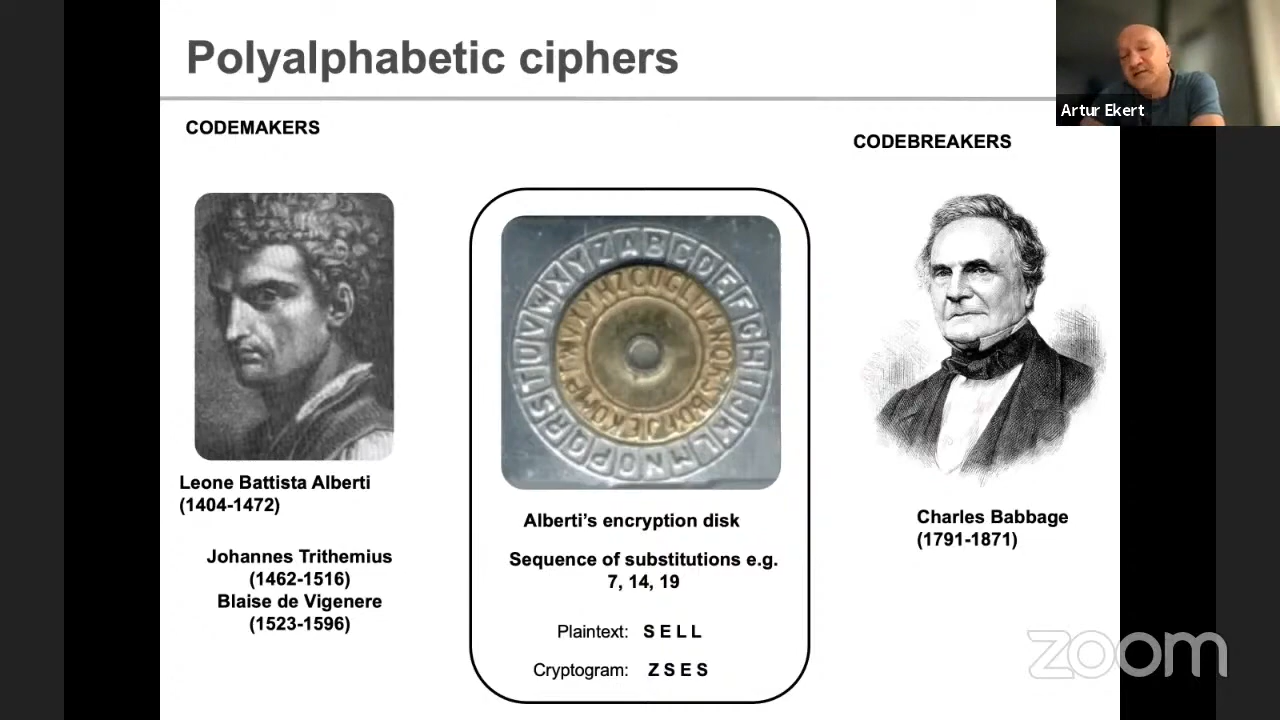 Polyalphabetic ciphers
Artur Ekert
CODEMAKERS
CODEBREAKERS
Leone Battista Alberti
(1404-1472)
Johannes Trithemius
(1462-1516)
Blaise de Vigenere
(1523-1596)
Alberti’s encryption disk
Sequence of substitutions e.g.
7, 14, 19
Plaintext: S E L L
Cryptogram: Z S E S
Charles Babbage
(1791-1871)
zoom